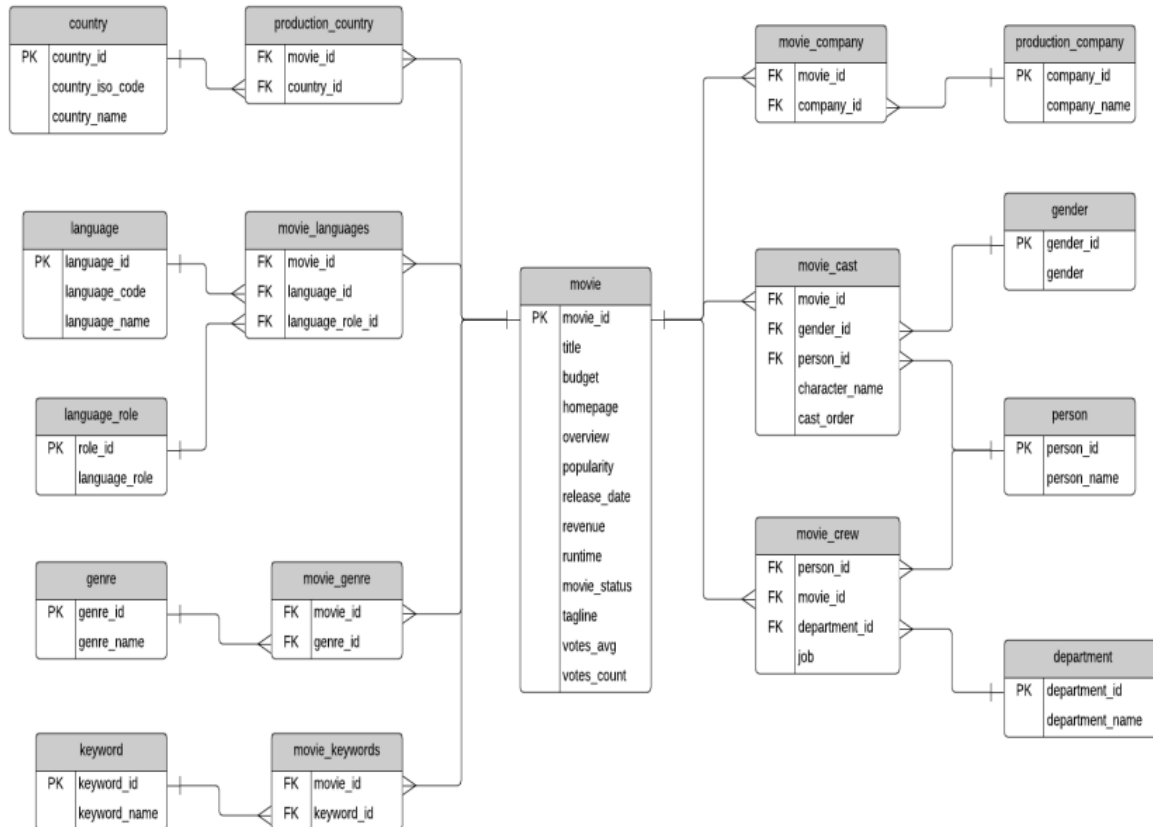 country
PK country_id
country_iso_code
country_name
production_country
FK movie_id
FK country_id
language
PK language_id
language_code
language_name
movie_languages
FK movie_id
FK language_id
FK language_role_id
language_role
PK role_id
language_role
genre
PK genre_id
genre_name
movie_genre
FK movie_id
FK genre_id
keyword
PK keyword_id
keyword_name
movie_keywords
FK movie_id
FK keyword_id
movie
PK movie_id
title
budget
homepage
overview
popularity
release_date
revenue
runtime
movie_status
tagline
votes_avg
votes_count
movie_company
FK movie_id
FK company_id
production_company
PK company_id
company_name
gender
PK gender_id
gender
movie_cast
FK movie_id
FK gender_id
FK person_id
character_name
cast_order
person
PK person_id
person_name
movie_crew
FK person_id
FK movie_id
FK department_id
job
department
PK department_id
department_name